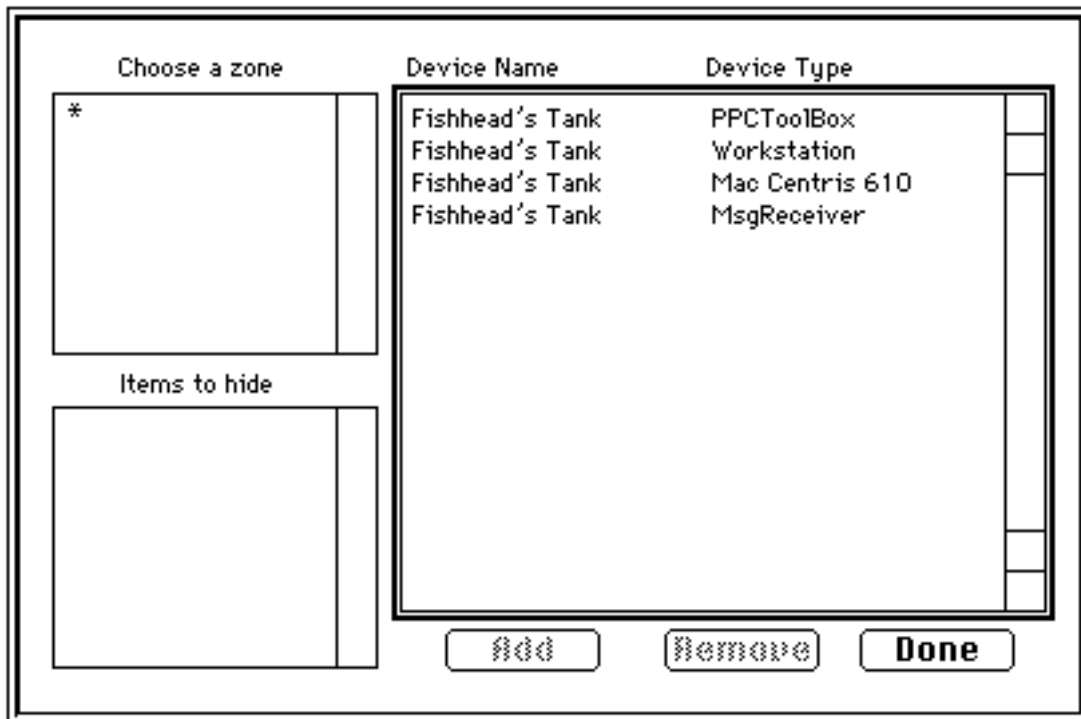 Choose a zone
*
Items to hide
Device Name Device Type
Fishhead's Tank PPCToolBox
Fishhead's Tank Workstation
Fishhead's Tank Mac Centris 610
Fishhead's Tank MsgReceiver
Add Remove Done